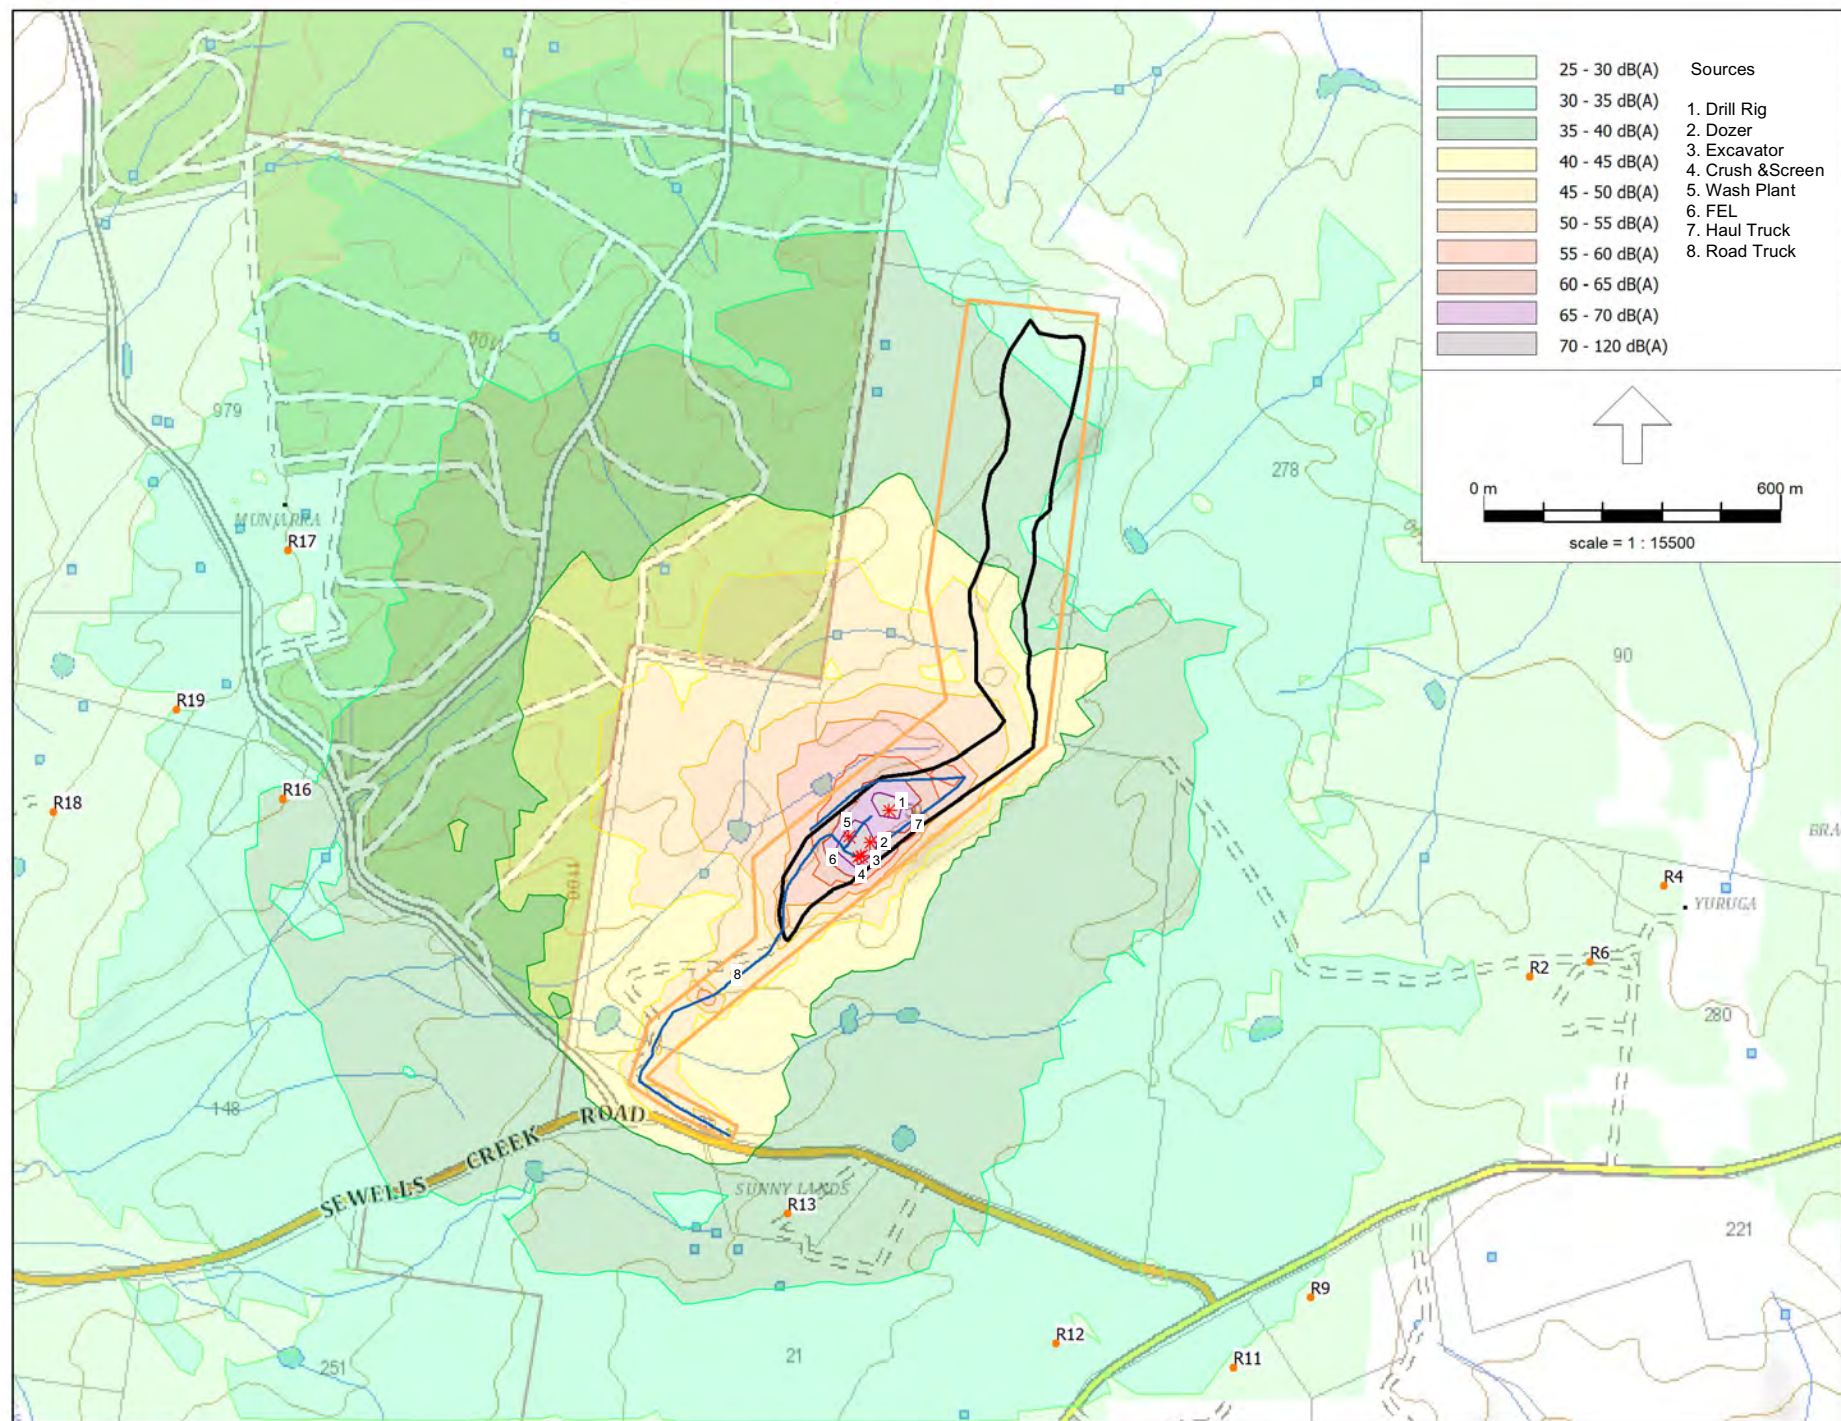 25 - 30 dB(A)
30 - 35 dB(A)
35 - 40 dB(A)
40 - 45 dB(A)
45 - 50 dB(A)
50 - 55 dB(A)
55 - 60 dB(A)
60 - 65 dB(A)
65 - 70 dB(A)
70 - 120 dB(A)
Sources
1. Drill Rig
2. Dozer
3. Excavator
4. Crush &Screen
5. Wash Plant
6. FEL
7. Haul Truck
8. Road Truck
0 m
600 m
scale = 1 : 15500
1100
979
278
MUNJARRA
R17
R19
R16
R18
90
1
5
7
2
6
3
4
1100
BRA
R4
YURUGA
R6
R2
8
280
148
SEWELLS CREEK ROAD
SUNNY LANDS
R13
221
R9
R12
R11
251
21